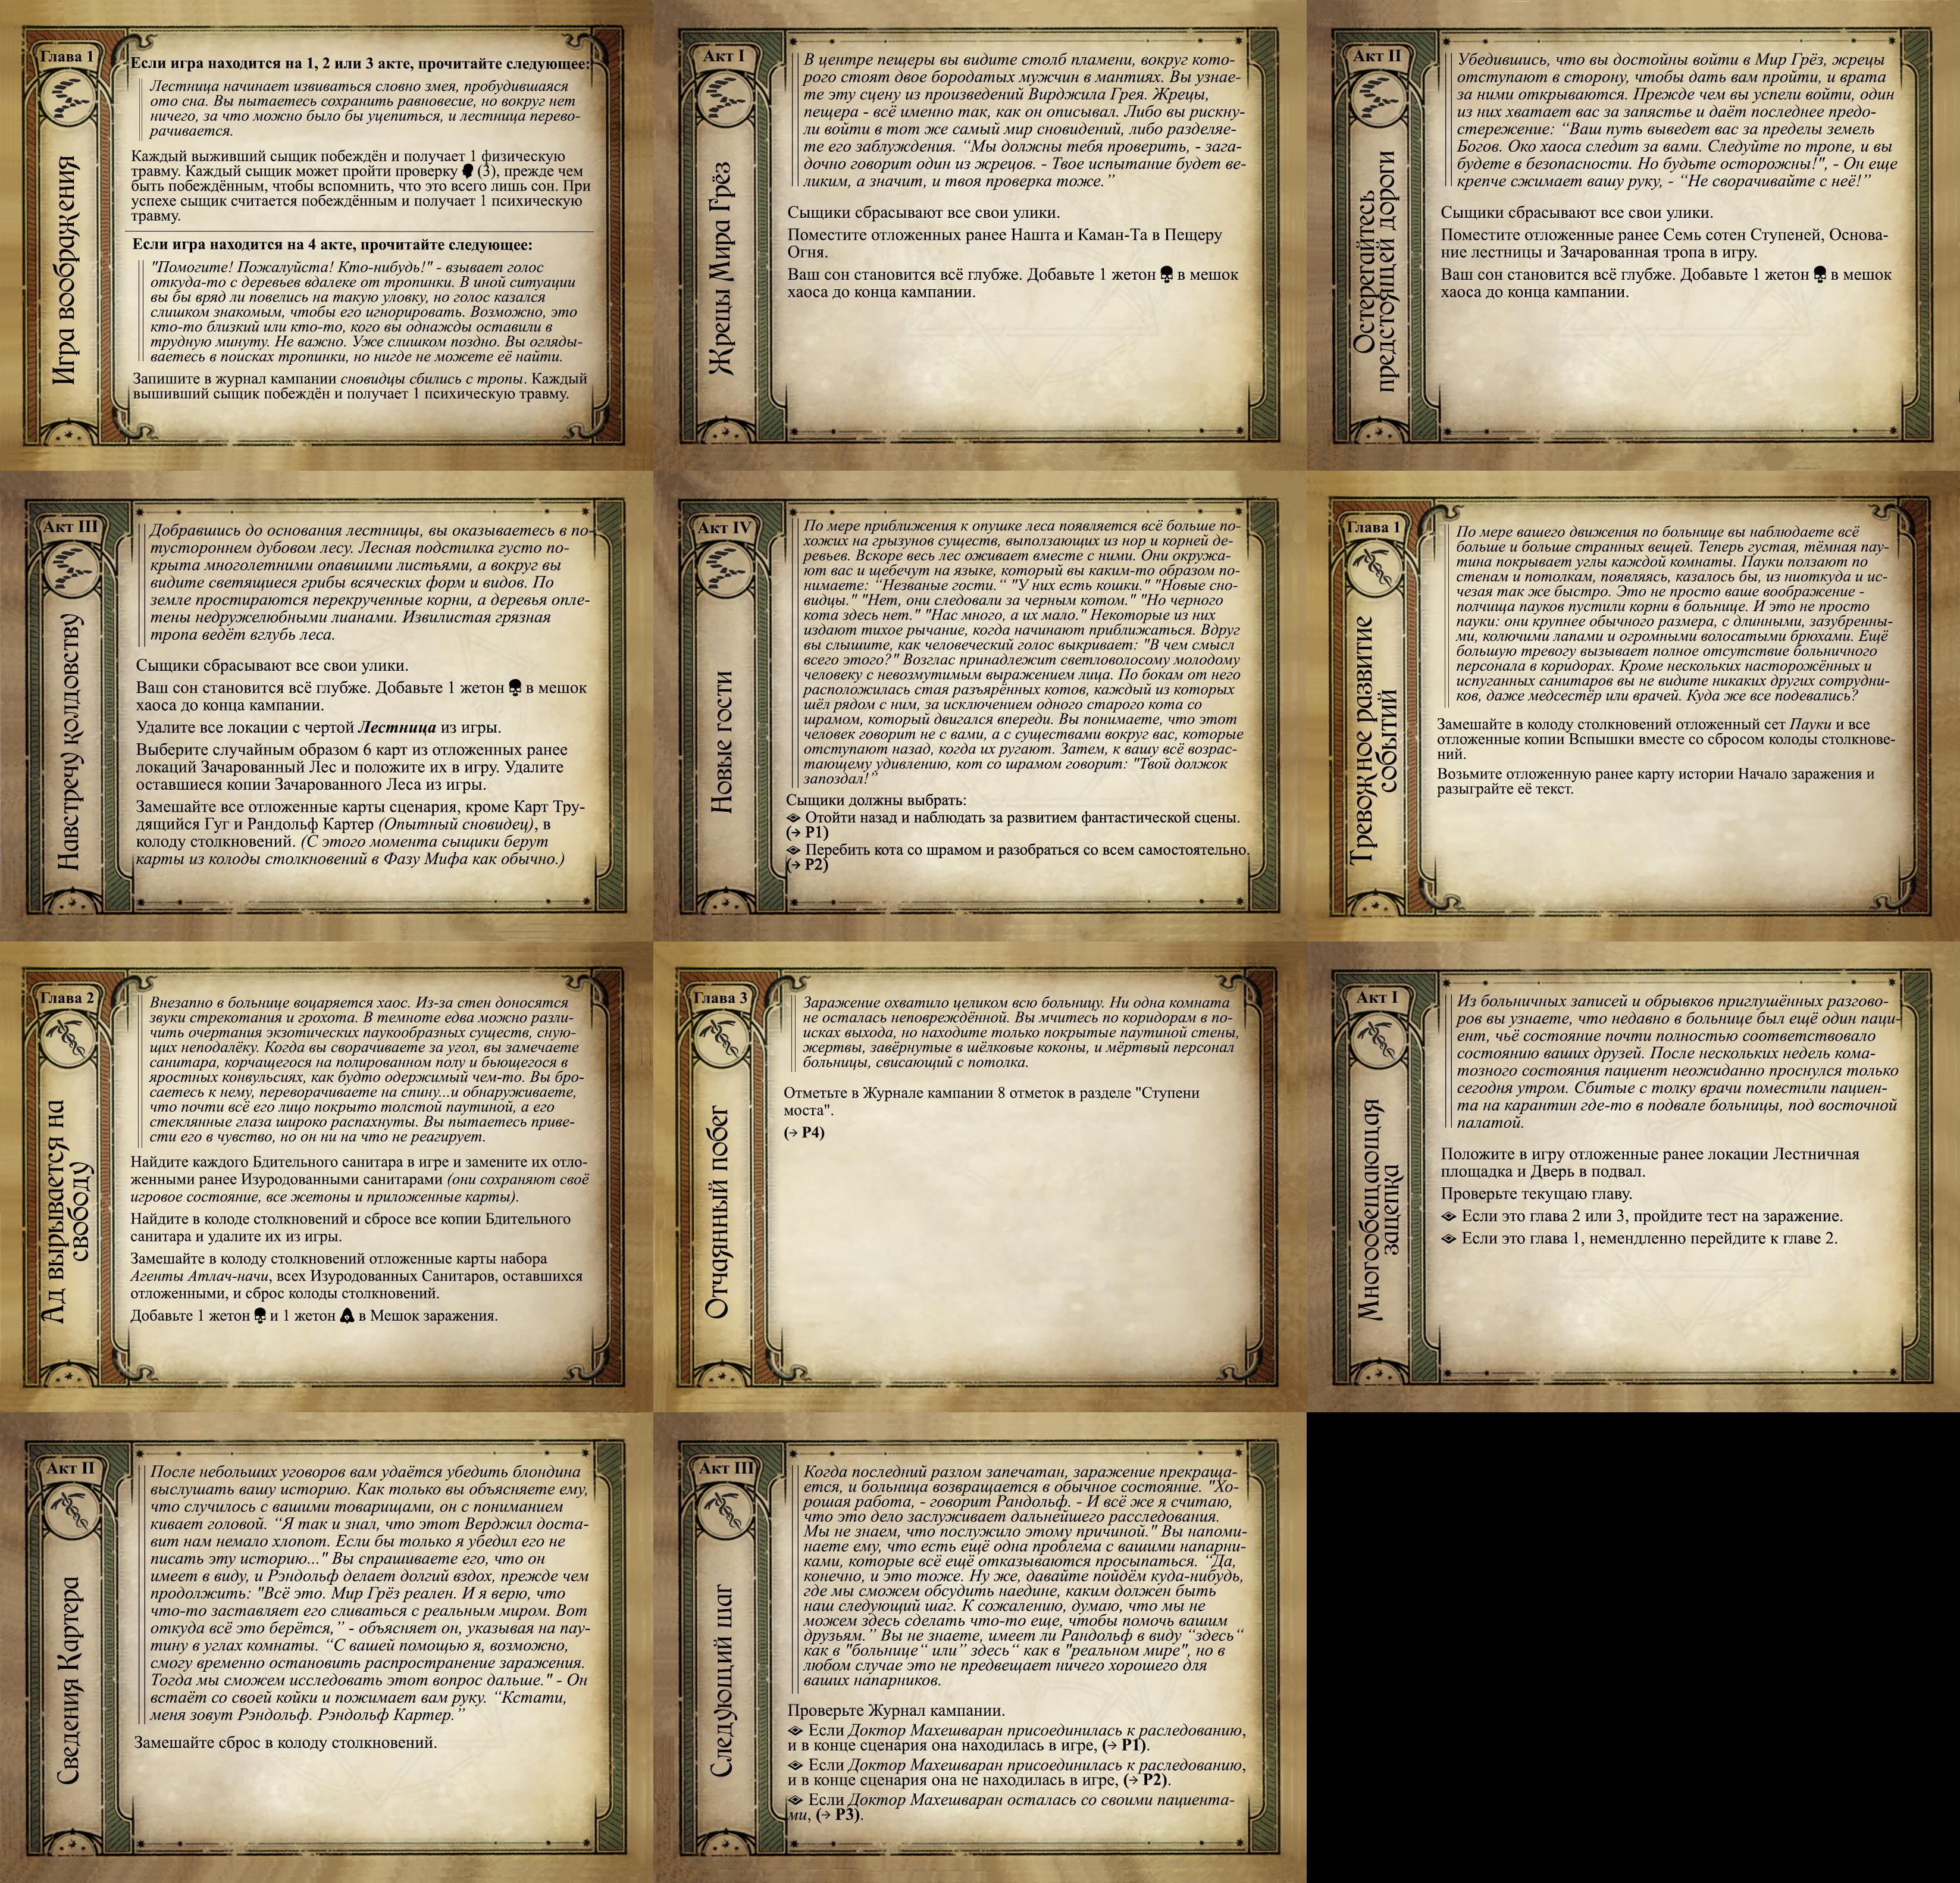 Глава 1
Игра воображения
Если игра находится на 1, 2 или 3 акте, прочитайте следующее:
Лестница начинает извиваться словно змея, пробудившаяся
ото сна. Вы пытаетесь сохранить равновесие, но вокруг нет
ничего, за что можно было бы уцепиться, и лестница перево-
рачивается.
Каждый выживший сыщик побеждён и получает 1 физическую
травму. Каждый сыщик может пройти проверку (3), прежде чем
быть побеждённым, чтобы вспомнить, что это всего лишь сон. При
успехе сыщик считается побеждённым и получает 1 психическую
травму.
Если игра находится на 4 акте, прочитайте следующее:
"Помогите! Пожалуйста! Кто-нибудь!" - взывает голос
откуда-то с деревьев вдалеке от тропинки. В иной ситуации
вы бы вряд ли повелись на такую уловку, но голос казался
слишком знакомым, чтобы его игнорировать. Возможно, это
кто-то близкий или кто-то, кого вы однажды оставили в
трудную минуту. Не важно. Уже слишком поздно. Вы огляды-
ваетесь в поисках тропинки, но нигде не можете её найти.
Запишите в журнал кампании сновидцы сбились с тропы. Каждый
вышивший сыщик побеждён и получает 1 психическую травму.
Акт I
Жрецы Мира Грёз
В центре пещеры вы видите столб пламени, вокруг кото-
рого стоят двое бородатых мужчин в мантиях. Вы узнае-
те эту сцену из произведений Вирджила Грея. Жрецы,
пещера - всё именно так, как он описывал. Либо вы рискну-
ли войти в тот же самый мир сновидений, либо разделяе-
те его заблуждения. “Мы должны тебя проверить, - зага-
дочно говорит один из жрецов. - Твое испытание будет ве-
ликим, а значит, и твоя проверка тоже.”
Сыщики сбрасывают все свои улики.
Поместите отложенных ранее Нашта и Каман-Та в Пещеру
Огня.
Ваш сон становится всё глубже. Добавьте 1 жетон в мешок
хаоса до конца кампании.
Акт II
Остерегайтесь
предстоящей дороги
Убедившись, что вы достойны войти в Мир Грёз, жрецы
отступают в сторону, чтобы дать вам пройти, и врата
за ними открываются. Прежде чем вы успели войти, один
из них хватает вас за запястье и даёт последнее предо-
стережение: “Ваш путь выведет вас за пределы земель
Богов. Око хаоса следит за вами. Следуйте по тропе, и вы
будете в безопасности. Но будьте осторожны!", - Он еще
крепче сжимает вашу руку, - “Не сворачивайте с неё!”
Сыщики сбрасывают все свои улики.
Поместите отложенные ранее Семь сотен Ступеней, Основа-
ние лестницы и Зачарованная тропа в игру.
Ваш сон становится всё глубже. Добавьте 1 жетон в мешок
хаоса до конца кампании.
Акт III
Навстречу колдовству
Добравшись до основания лестницы, вы оказываетесь в по-
тустороннем дубовом лесу. Лесная подстилка густо по-
крыта многолетними опавшими листьями, а вокруг вы
видите светящиеся грибы всяческих форм и видов. По
земле простираются перекрученные корни, а деревья опле-
тены недружелюбными лианами. Извилистая грязная
тропа ведёт вглубь леса.
Сыщики сбрасывают все свои улики.
Ваш сон становится всё глубже. Добавьте 1 жетон в мешок
хаоса до конца кампании.
Удалите все локации с чертой Лестница из игры.
Выберите случайным образом 6 карт из отложенных ранее
локаций Зачарованный Лес и положите их в игру. Удалите
оставшиеся копии Зачарованного Леса из игры.
Замешайте все отложенные карты сценария, кроме Карт Тру-
дящийся Гуг и Рандольф Картер (Опытный сновидец), в
колоду столкновений. (С этого момента сыщики берут
карты из колоды столкновений в Фазу Мифа как обычно.)
Акт IV
Новые гости
По мере приближения к опушке леса появляется всё больше по-
хожих на грызунов существ, выползающих из нор и корней де-
ревьев. Вскоре весь лес оживает вместе с ними. Они окружа-
ют вас и щебечут на языке, который вы каким-то образом по-
нимаете: “Незваные гости.“ "У них есть кошки." "Новые сно-
видцы." "Нет, они следовали за черным котом." "Но черного
кота здесь нет." "Нас много, а их мало." Некоторые из них
издают тихое рычание, когда начинают приближаться. Вдруг
вы слышите, как человеческий голос выкривает: "В чем смысл
всего этого?" Возглас принадлежит светловолосому молодому
человеку с невозмутимым выражением лица. По бокам от него
расположилась стая разъярённых котов, каждый из которых
шёл рядом с ним, за исключением одного старого кота со
шрамом, который двигался впереди. Вы понимаете, что этот
человек говорит не с вами, а с существами вокруг вас, которые
отступают назад, когда их ругают. Затем, к вашу всё возрас-
тающему удивлению, кот со шрамом говорит: "Твой должок
запоздал!”
Сыщики должны выбрать:
Отойти назад и наблюдать за развитием фантастической сцены.
(→ Р1)
Перебить кота со шрамом и разобраться со всем самостоятельно.
(→ Р2)
Глава 1
Тревожное развитие
событий
По мере вашего движения по больнице вы наблюдаете всё
больше и больше странных вещей. Теперь густая, тёмная пау-
тина покрывает углы каждой комнаты. Пауки ползают по
стенам и потолкам, появляясь, казалось бы, из ниоткуда и ис-
чезая так же быстро. Это не просто ваше воображение -
полчища пауков пустили корни в больнице. И это не просто
пауки: они крупнее обычного размера, с длинными, зазубренны-
ми, колючими лапами и огромными волосатыми брюхами. Ещё
большую тревогу вызывает полное отсутствие больничного
персонала в коридорах. Кроме нескольких насторожённых и
испуганных санитаров вы не видите никаких других сотрудни-
ков, даже медсестёр или врачей. Куда же все подевались?
Замешайте в колоду столкновений отложенный сет Пауки и все
отложенные копии Вспышки вместе со сбросом колоды столкнове-
ний.
Возьмите отложенную ранее карту истории Начало заражения и
разыграйте её текст.
Глава 2
Ад вырывается на
свободу
Внезапно в больнице воцаряется хаос. Из-за стен доносятся
звуки стрекотания и грохота. В темноте едва можно разли-
чить очертания экзотических паукообразных существ, сную-
щих неподалёку. Когда вы сворачиваете за угол, вы замечаете
санитара, корчащегося на полированном полу и бьющегося в
яростных конвульсиях, как будто одержимый чем-то. Вы бро-
саетесь к нему, переворачиваете на спину...и обнаруживаете,
что почти всё его лицо покрыто толстой паутиной, а его
стеклянные глаза широко распахнуты. Вы пытаетесь приве-
сти его в чувство, но он ни на что не реагирует.
Найдите каждого Бдительного санитара в игре и замените их отло-
женными ранее Изуродованными санитарами (они сохраняют своё
игровое состояние, все жетоны и приложенные карты).
Найдите в колоде столкновений и сбросе все копии Бдительного
санитара и удалите их из игры.
Замешайте в колоду столкновений отложенные карты набора
Агенты Атлач-начи, всех Изуродованных Санитаров, оставшихся
отложенными, и сброс колоды столкновений.
Добавьте 1 жетон и 1 жетон в Мешок заражения.
Глава 3
Отчаянный побег
Заражение охватило целиком всю больницу. Ни одна комната
не осталась неповреждённой. Вы мчитесь по коридорам в по-
исках выхода, но находите только покрытые паутиной стены,
жертвы, завёрнутые в шёлковые коконы, и мёртвый персонал
больницы, свисающий с потолка.
Отметьте в Журнале кампании 8 отметок в разделе "Ступени
моста".
(→ Р4)
Акт I
Многообещающая
зацепка
Из больничных записей и обрывков приглушённых разгово-
ров вы узнаете, что недавно в больнице был ещё один паци-
ент, чьё состояние почти полностью соответствовало
состоянию ваших друзей. После нескольких недель кома-
тозного состояния пациент неожиданно проснулся только
сегодня утром. Сбитые с толку врачи поместили пациен-
та на карантин где-то в подвале больницы, под восточной
палатой.
Положите в игру отложенные ранее локации Лестничная
площадка и Дверь в подвал.
Проверьте текущаю главу.
Если это глава 2 или 3, пройдите тест на заражение.
Если это глава 1, немендленно перейдите к главе 2.
Акт II
Сведения Картера
После небольших уговоров вам удаётся убедить блондина
выслушать вашу историю. Как только вы объясняете ему,
что случилось с вашими товарищами, он с пониманием
кивает головой. “Я так и знал, что этот Верджил доста-
вит нам немало хлопот. Если бы только я убедил его не
писать эту историю..." Вы спрашиваете его, что он
имеет в виду, и Рэндольф делает долгий вздох, прежде чем
продолжить: "Всё это. Мир Грёз реален. И я верю, что
что-то заставляет его сливаться с реальным миром. Вот
откуда всё это берётся,” - объясняет он, указывая на пау-
тину в углах комнаты. “С вашей помощью я, возможно,
смогу временно остановить распространение заражения.
Тогда мы сможем исследовать этот вопрос дальше." - Он
встаёт со своей койки и пожимает вам руку. “Кстати,
меня зовут Рэндольф. Рэндольф Картер.”
Замешайте сброс в колоду столкновений.
Акт III
Следующий шаг
Когда последний разлом запечатан, заражение прекраща-
ется, и больница возвращается в обычное состояние. "Хо-
рошая работа, - говорит Рандольф. - И всё же я считаю,
что это дело заслуживает дальнейшего расследования.
Мы не знаем, что послужило этому причиной." Вы напоми-
наете ему, что есть ещё одна проблема с вашими напарни-
ками, которые всё ещё отказываются просыпаться. “Да,
конечно, и это тоже. Ну же, давайте пойдём куда-нибудь,
где мы сможем обсудить наедине, каким должен быть
наш следующий шаг. К сожалению, думаю, что мы не
можем здесь сделать что-то еще, чтобы помочь вашим
друзьям.” Вы не знаете, имеет ли Рандольф в виду “здесь“
как в "больнице“ или” здесь“ как в "реальном мире", но в
любом случае это не предвещает ничего хорошего для
ваших напарников.
Проверьте Журнал кампании.
Если Доктор Махешваран присоединилась к раследованию,
и в конце сценария она находилась в игре, (→ Р1).
Если Доктор Махешваран присоединилась к раследованию,
и в конце сценария она не находилась в игре, (→ Р2).
Если Доктор Махешваран осталась со своими пациента-
ми, (→ Р3).